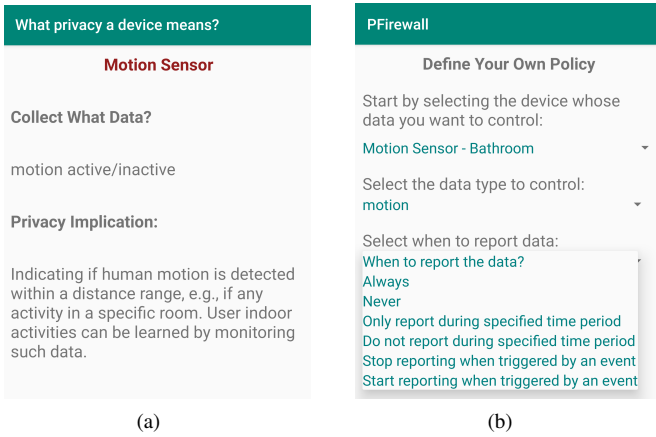 What privacy a device means?
Motion Sensor
Collect What Data?
motion active/inactive
Privacy Implication:
Indicating if human motion is detected
within a distance range, e.g., if any
activity in a specific room. User indoor
activities can be learned by monitoring
such data.
(a)
PFirewall
Define Your Own Policy
Start by selecting the device whose
data you want to control:
Motion Sensor - Bathroom
Select the data type to control:
motion
Select when to report data:
When to report the data?
Always
Never
Only report during specified time period
Do not report during specified time period
Stop reporting when triggered by an event
Start reporting when triggered by an event
(b)